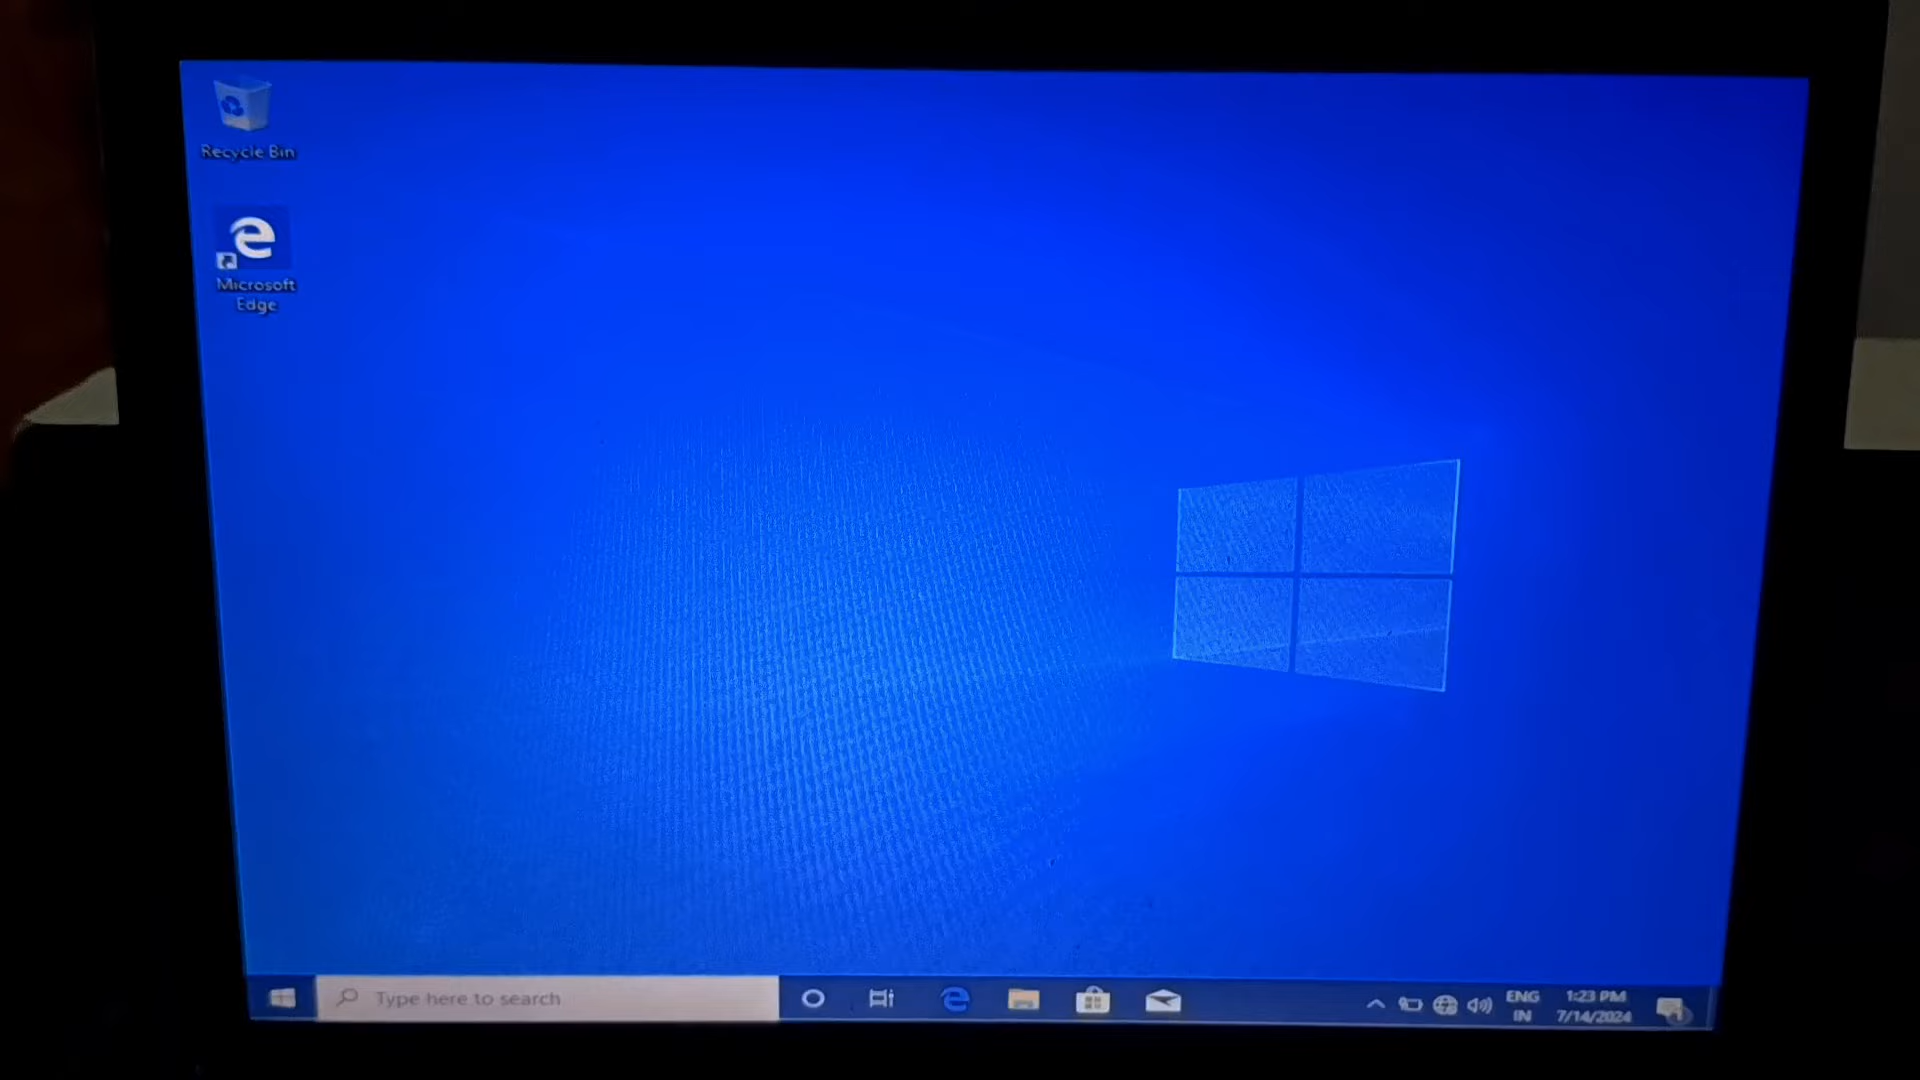 Recycle Bin
Microsoft
Edge
Type here to search
ENG
IN
1:23 PM
7/14/2024